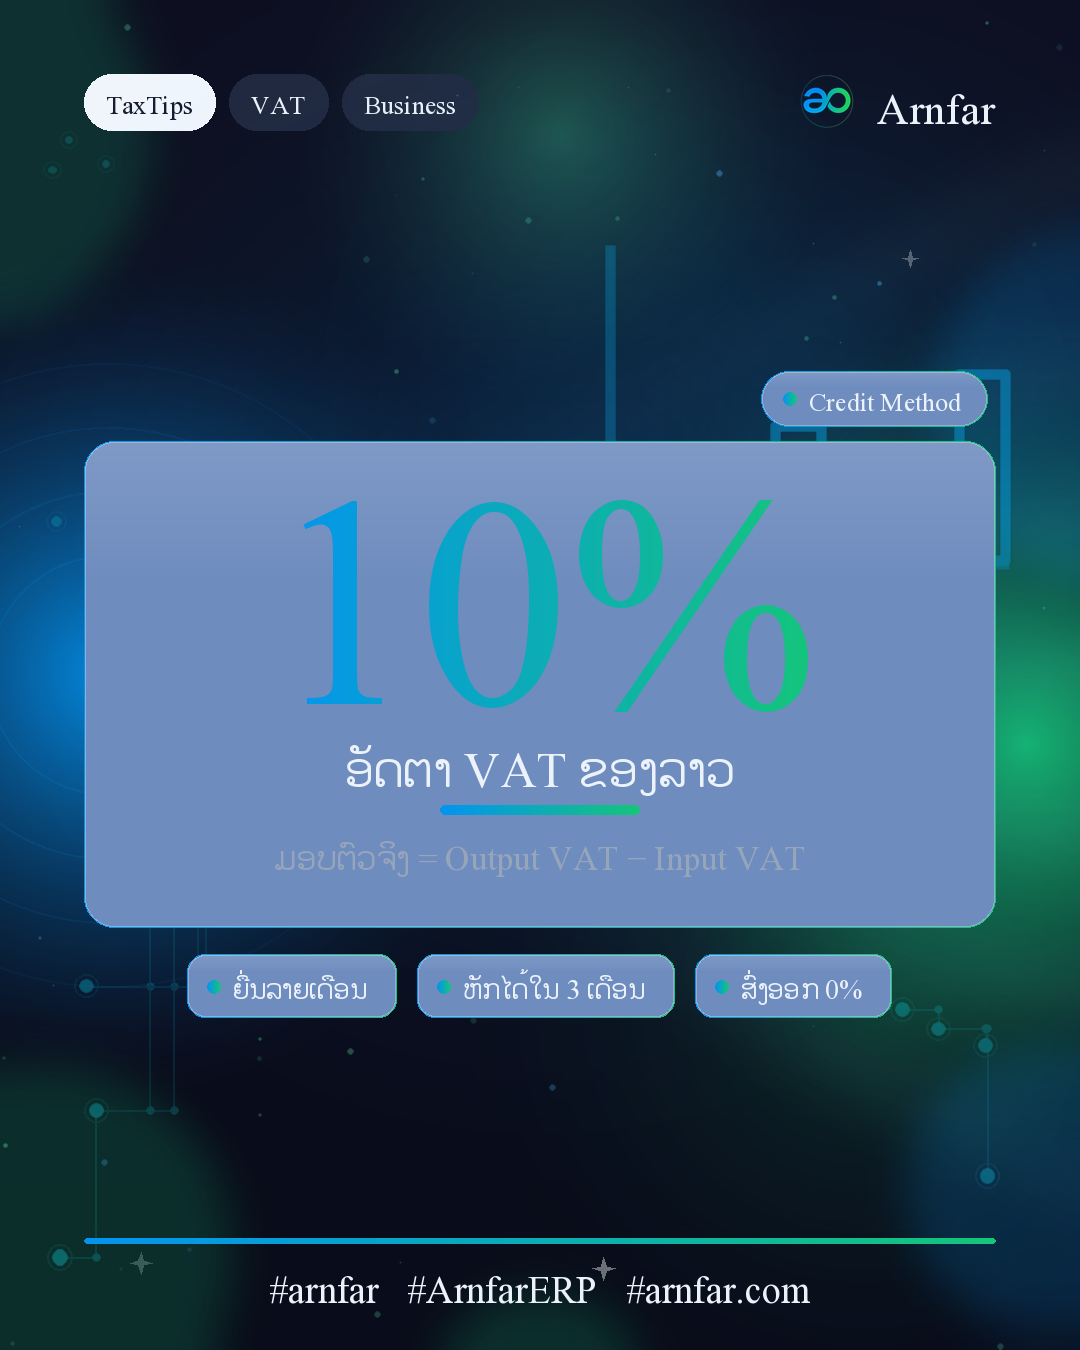 TaxTips VAT Business
Arnfar
Credit Method
10%
ອັດຕາ VAT ຂອງລາວ
ມອບຕົວຈິງ = Output VAT − Input VAT
ຍື່ນລາຍເດືອນ
ຫັກໄດ້ໃນ 3 ເດືອນ
ສົ່ງອອກ 0%
#arnfar #ArnfarERP #arnfar.com